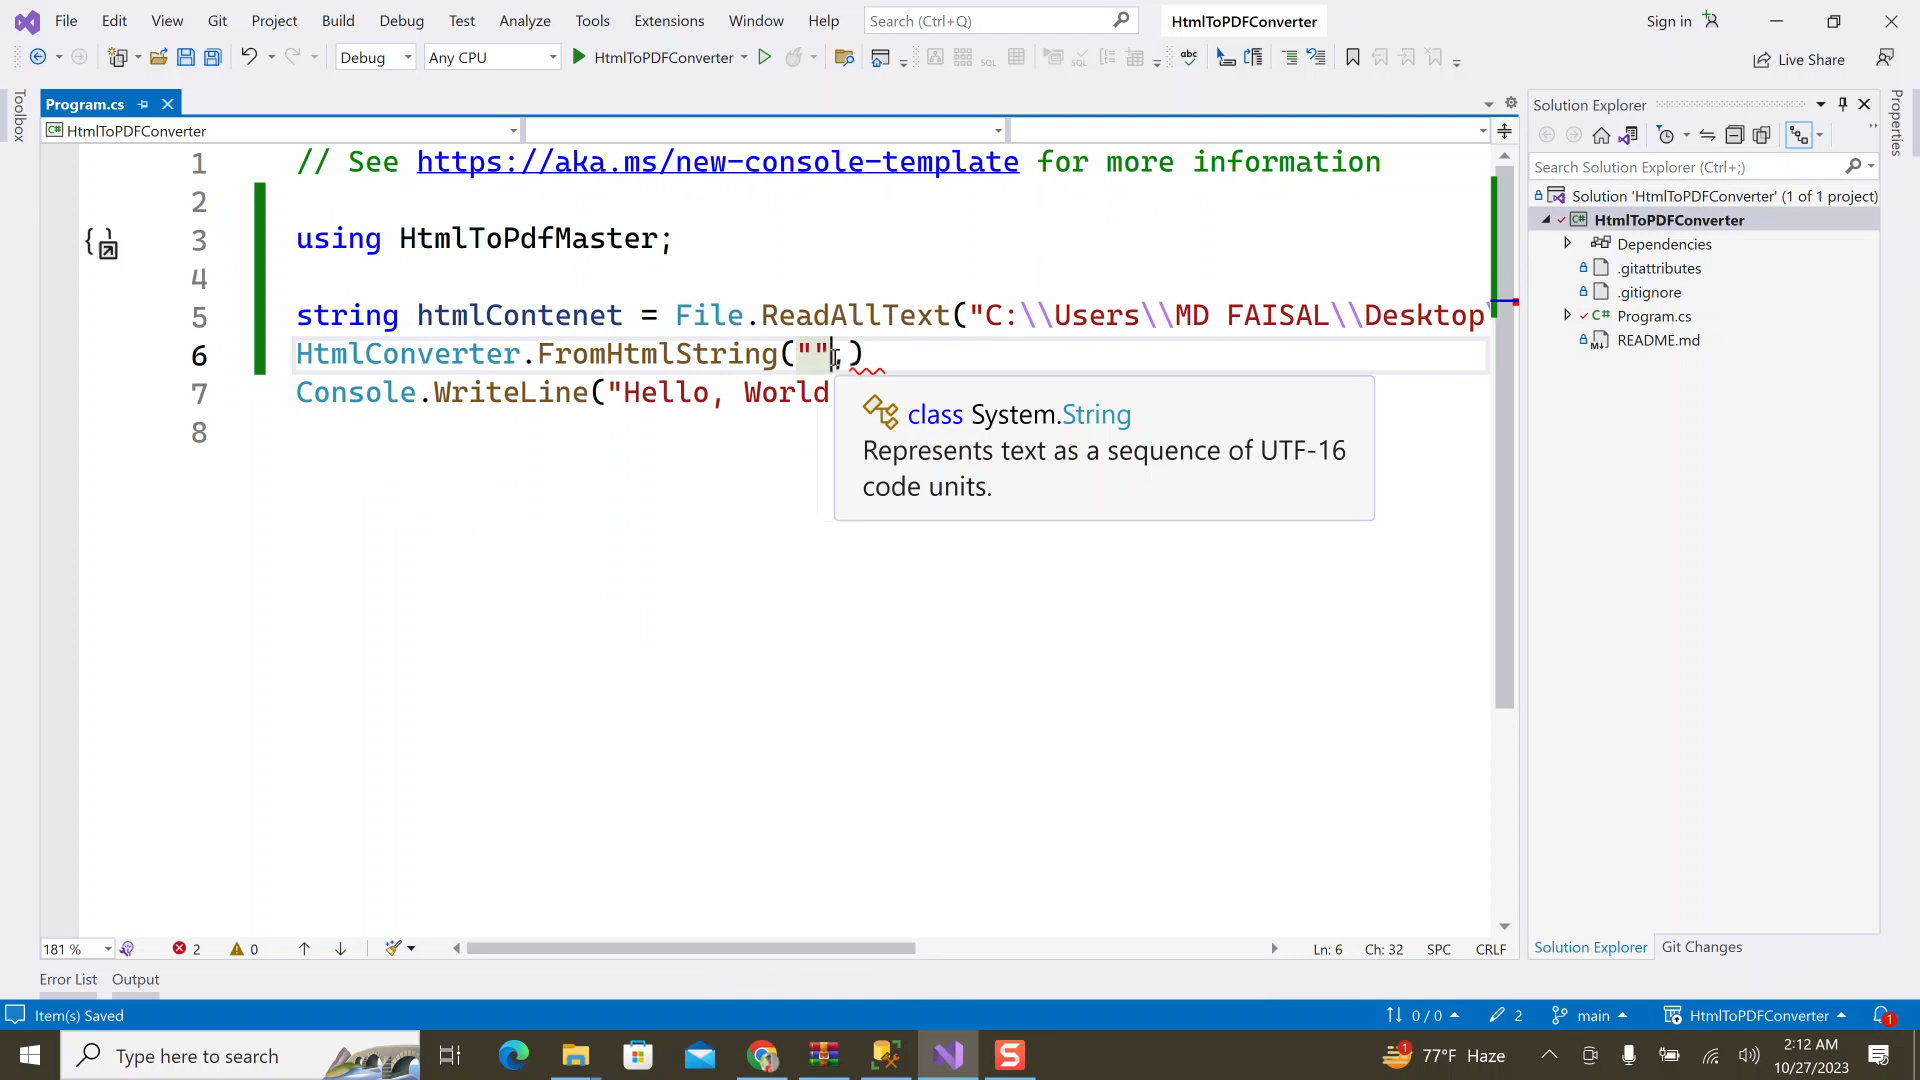 File Edit View Git Project Build Debug Test Analyze Tools Extensions Window Help Search (Ctrl+Q) HtmlToPDFConverter Sign in
Debug Any CPU HtmlToPDFConverter Live Share
Toolbox
Program.cs
HtmlToPDFConverter
1 // See https://aka.ms/new-console-template for more information
2
3 using HtmlToPdfMaster;
4
5 string htmlContenet = File.ReadAllText("C:\\Users\\MD FAISAL\\Desktop\
6 HtmlConverter.FromHtmlString("",)
7 Console.WriteLine("Hello, World
8
class System.String
Represents text as a sequence of UTF-16
code units.
181 % 2 0 Ln: 6 Ch: 32 SPC CRLF
Solution Explorer
Search Solution Explorer (Ctrl+;)
Solution 'HtmlToPDFConverter' (1 of 1 project)
HtmlToPDFConverter
Dependencies
.gitattributes
.gitignore
Program.cs
README.md
Solution Explorer Git Changes
Properties
Error List Output
Item(s) Saved 0 / 0 2 main HtmlToPDFConverter 1
Type here to search 1 77°F Haze 2:12 AM
10/27/2023